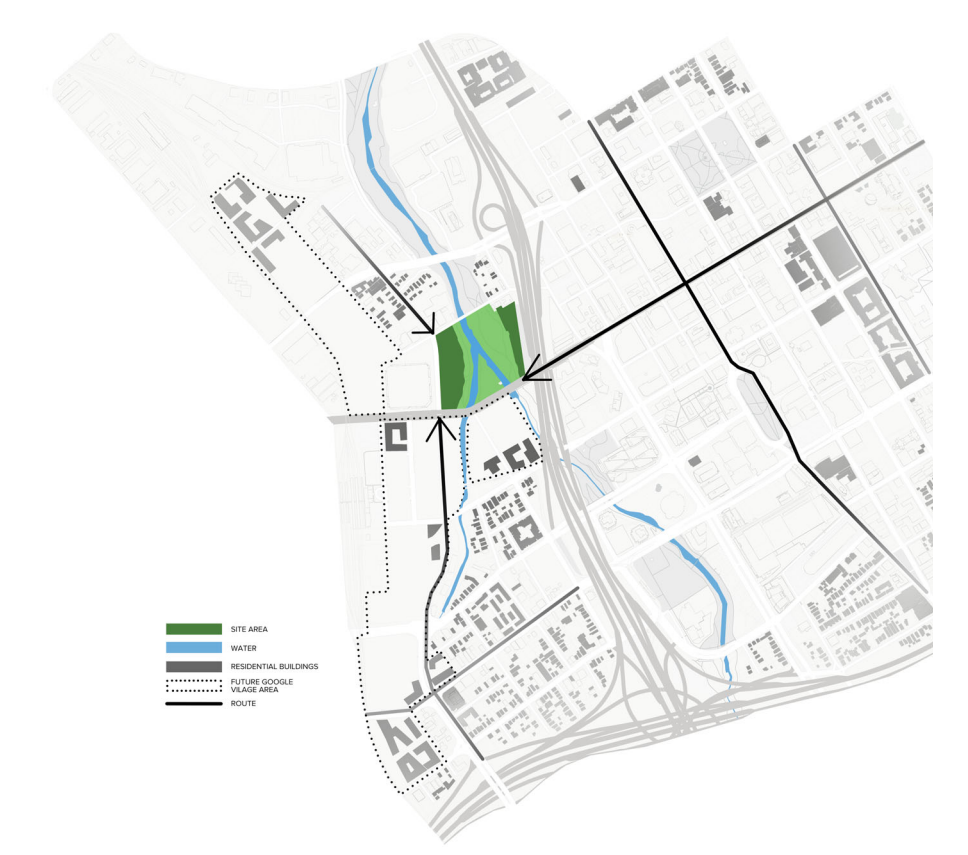 SITE AREA
WATER
RESIDENTIAL BUILDINGS
FUTURE GOOGLE
VILAGE AREA
ROUTE